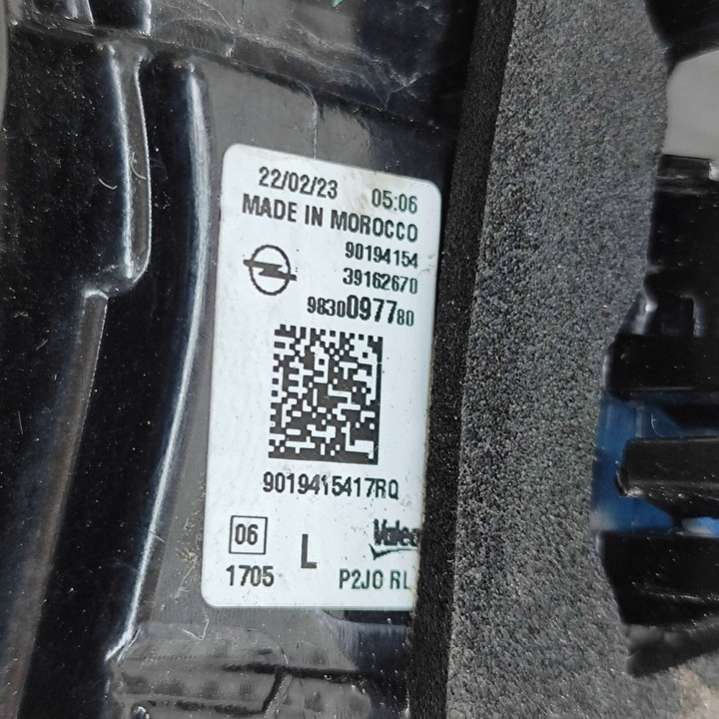 22/02/23 05:06
MADE IN MOROCCO
90194154
39162670
9830097780
9019415417RQ
06 L Valeo
1705 P2JO RL